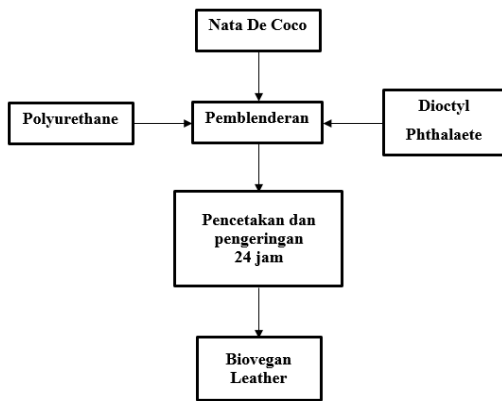 Nata De Coco
Polyurethane
Pemblenderan
Dioctyl
Phthalaete
Pencetakan dan
pengeringan
24 jam
Biovegan
Leather